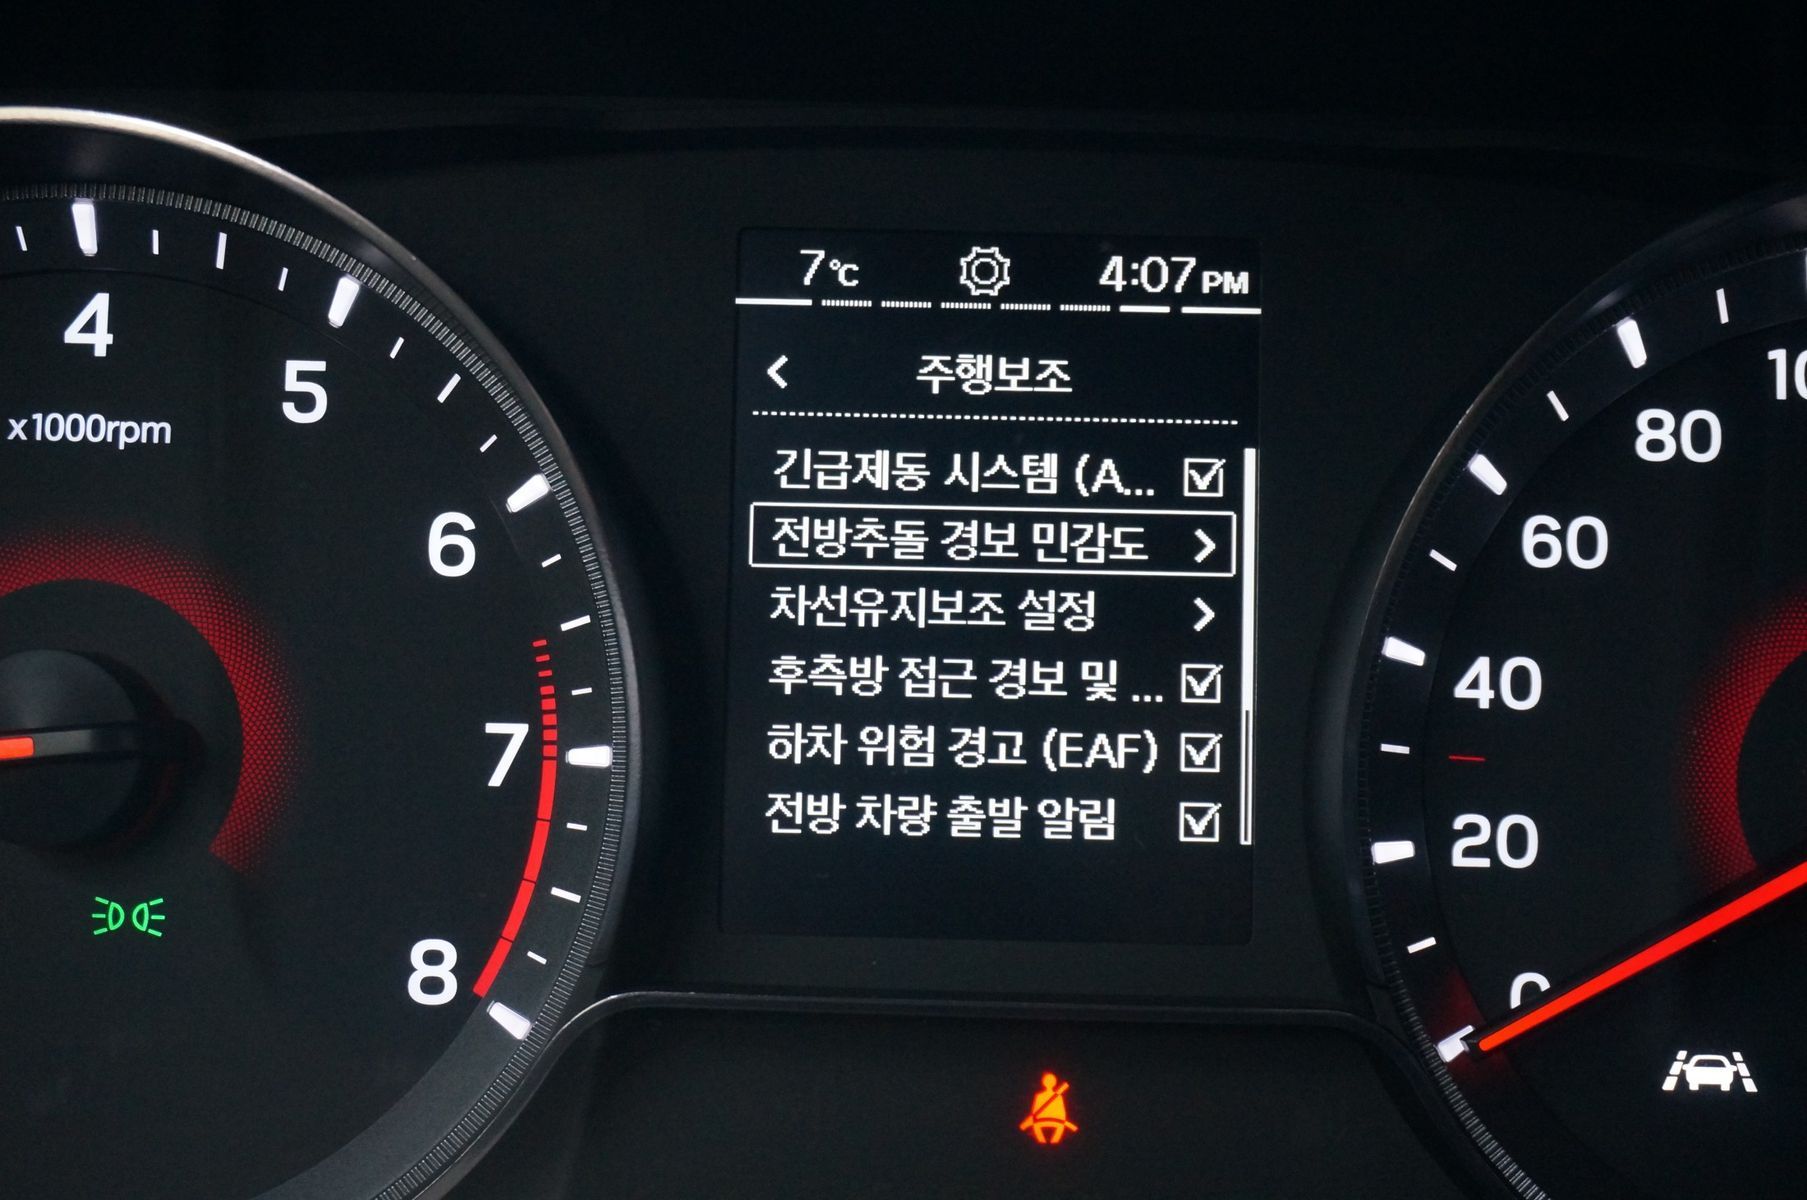 7°C
4:07 PM
주행보조
긴급제동 시스템 (A...
전방추돌 경보 민감도
차선유지보조 설정
후측방 접근 경보 및 ...
하차 위험 경고 (EAF)
전방 차량 출발 알림
4
5
x1000rpm
6
7
8
80
60
40
20
0